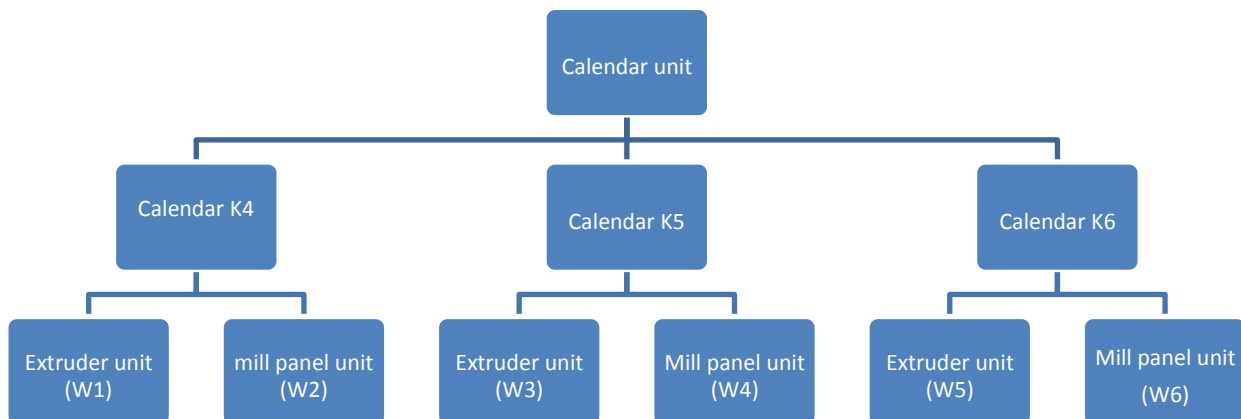 Calendar unit
Calendar K4
Calendar K5
Calendar K6
Extruder unit
(W1)
mill panel unit
(W2)
Extruder unit
(W3)
Mill panel unit
(W4)
Extruder unit
(W5)
Mill panel unit
(W6)